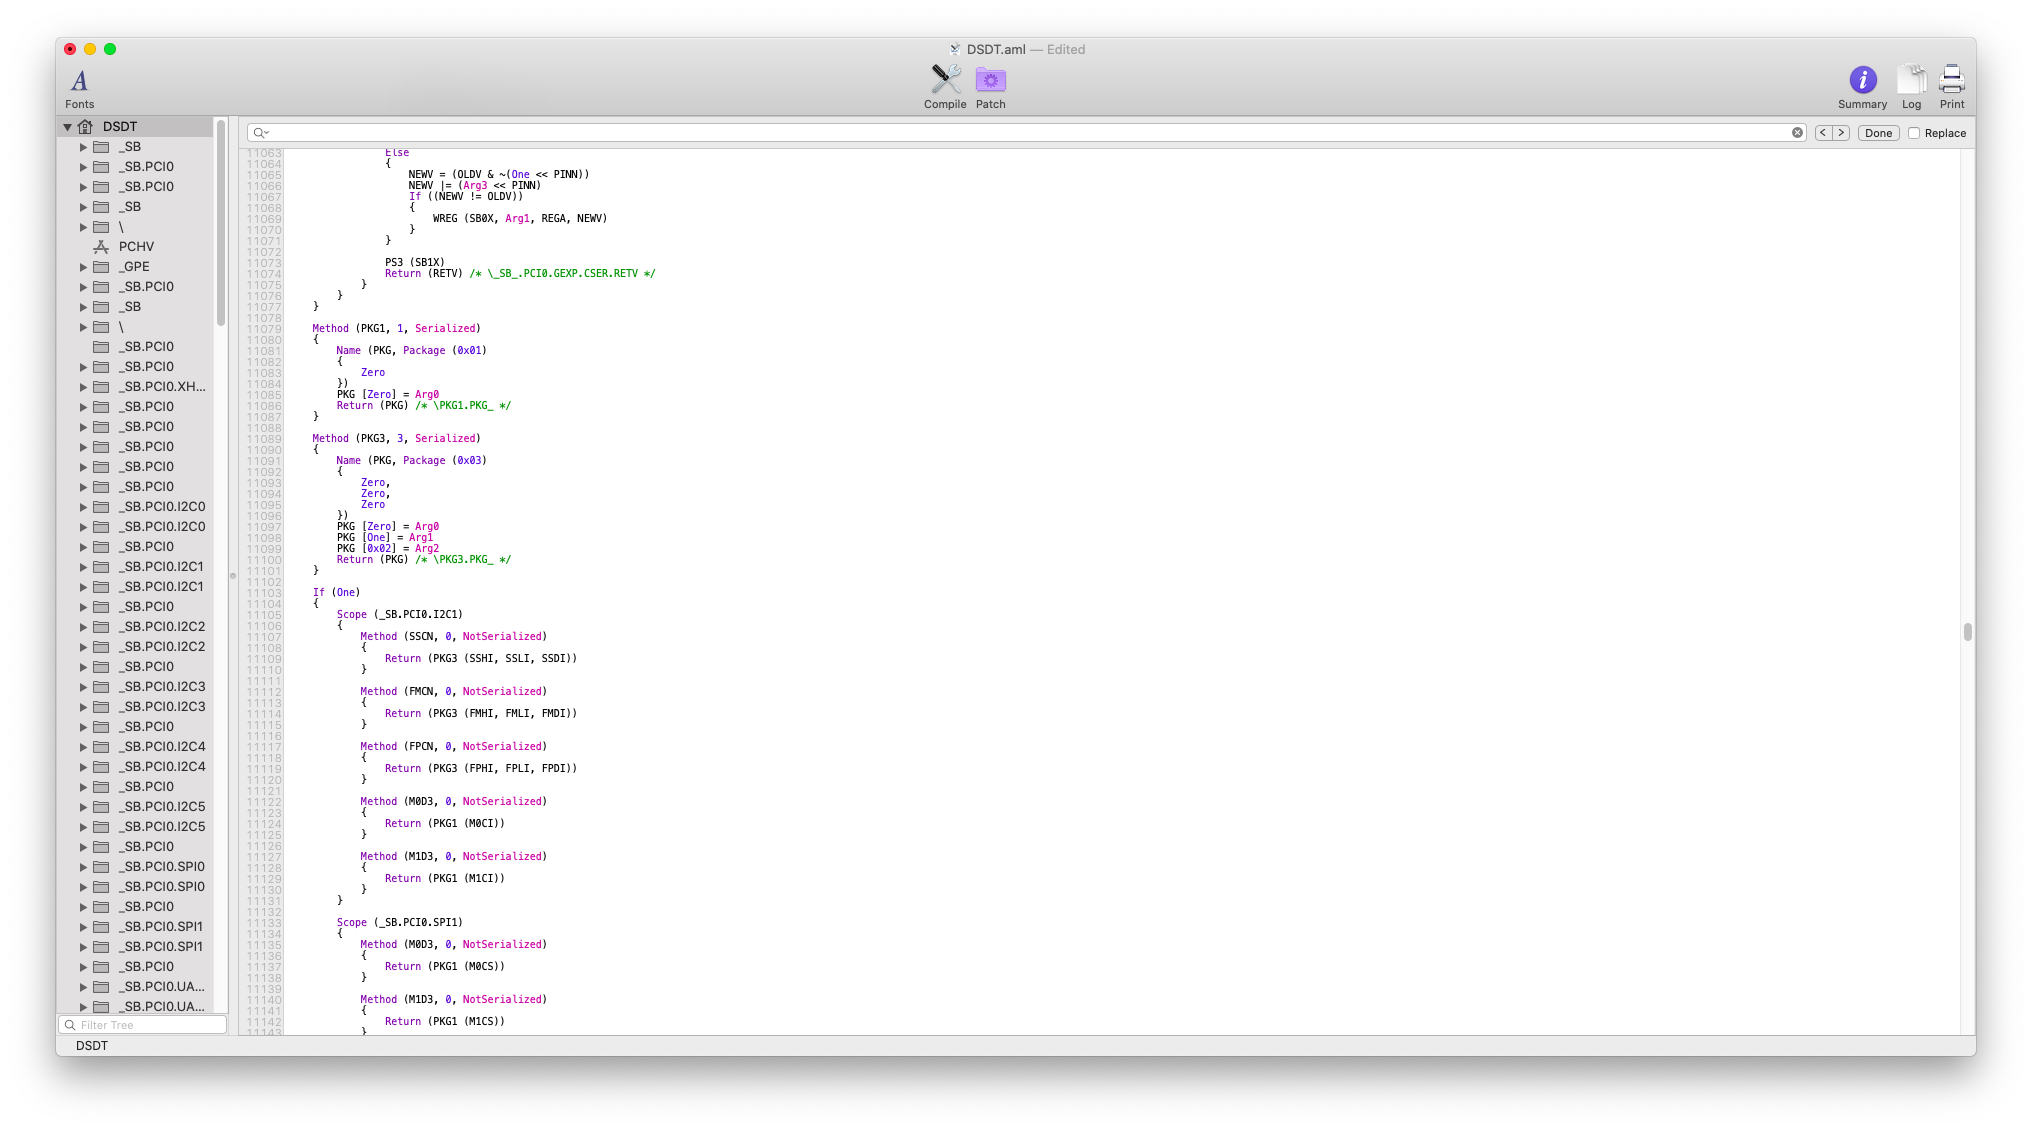 DSDT.aml — Edited
Fonts
Compile
Patch
Summary
Log
Print
DSDT
_SB
_SB.PCI0
_SB.PCI0
_SB
\
PCHV
_GPE
_SB.PCI0
_SB
\
_SB.PCI0
_SB.PCI0
_SB.PCI0.XH...
_SB.PCI0
_SB.PCI0
_SB.PCI0
_SB.PCI0
_SB.PCI0
_SB.PCI0.I2C0
_SB.PCI0.I2C0
_SB.PCI0
_SB.PCI0.I2C1
_SB.PCI0.I2C1
_SB.PCI0
_SB.PCI0.I2C2
_SB.PCI0.I2C2
_SB.PCI0
_SB.PCI0.I2C3
_SB.PCI0.I2C3
_SB.PCI0
_SB.PCI0.I2C4
_SB.PCI0.I2C4
_SB.PCI0
_SB.PCI0.I2C5
_SB.PCI0.I2C5
_SB.PCI0
_SB.PCI0.SPI0
_SB.PCI0.SPI0
_SB.PCI0
_SB.PCI0.SPI1
_SB.PCI0.SPI1
_SB.PCI0
_SB.PCI0.UA...
_SB.PCI0.UA...
Filter Tree
DSDT
< > Done Replace
11063 Else
11064 {
11065 NEWV = (OLDV & ~(One << PINN))
11066 NEWV |= (Arg3 << PINN)
11067 If ((NEWV != OLDV))
11068 {
11069 WREG (SB0X, Arg1, REGA, NEWV)
11070 }
11071 }
11072
11073 PS3 (SB1X)
11074 Return (RETV) /* \_SB_.PCI0.GEXP.CSER.RETV */
11075 }
11076 }
11077 }
11078
11079 Method (PKG1, 1, Serialized)
11080 {
11081 Name (PKG, Package (0x01)
11082 {
11083 Zero
11084 })
11085 PKG [Zero] = Arg0
11086 Return (PKG) /* \PKG1.PKG_ */
11087 }
11088
11089 Method (PKG3, 3, Serialized)
11090 {
11091 Name (PKG, Package (0x03)
11092 {
11093 Zero,
11094 Zero,
11095 Zero
11096 })
11097 PKG [Zero] = Arg0
11098 PKG [One] = Arg1
11099 PKG [0x02] = Arg2
11100 Return (PKG) /* \PKG3.PKG_ */
11101 }
11102
11103 If (One)
11104 {
11105 Scope (_SB.PCI0.I2C1)
11106 {
11107 Method (SSCN, 0, NotSerialized)
11108 {
11109 Return (PKG3 (SSHI, SSLI, SSDI))
11110 }
11111
11112 Method (FMCN, 0, NotSerialized)
11113 {
11114 Return (PKG3 (FMHI, FMLI, FMDI))
11115 }
11116
11117 Method (FPCN, 0, NotSerialized)
11118 {
11119 Return (PKG3 (FPHI, FPLI, FPDI))
11120 }
11121
11122 Method (M0D3, 0, NotSerialized)
11123 {
11124 Return (PKG1 (M0CI))
11125 }
11126
11127 Method (M1D3, 0, NotSerialized)
11128 {
11129 Return (PKG1 (M1CI))
11130 }
11131 }
11132
11133 Scope (_SB.PCI0.SPI1)
11134 {
11135 Method (M0D3, 0, NotSerialized)
11136 {
11137 Return (PKG1 (M0CS))
11138 }
11139
11140 Method (M1D3, 0, NotSerialized)
11141 {
11142 Return (PKG1 (M1CS))
11143 }